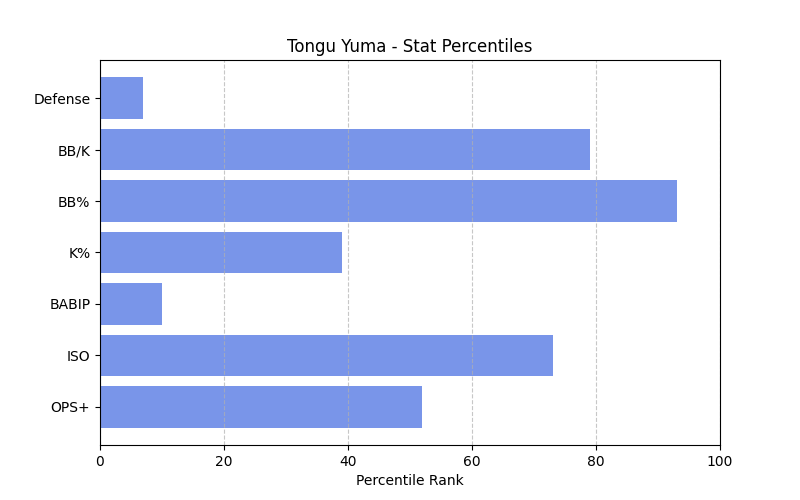 Tongu Yuma - Stat Percentiles
Defense
BB/K
BB%
K%
BABIP
ISO
OPS+
0 20 40 60 80 100
Percentile Rank